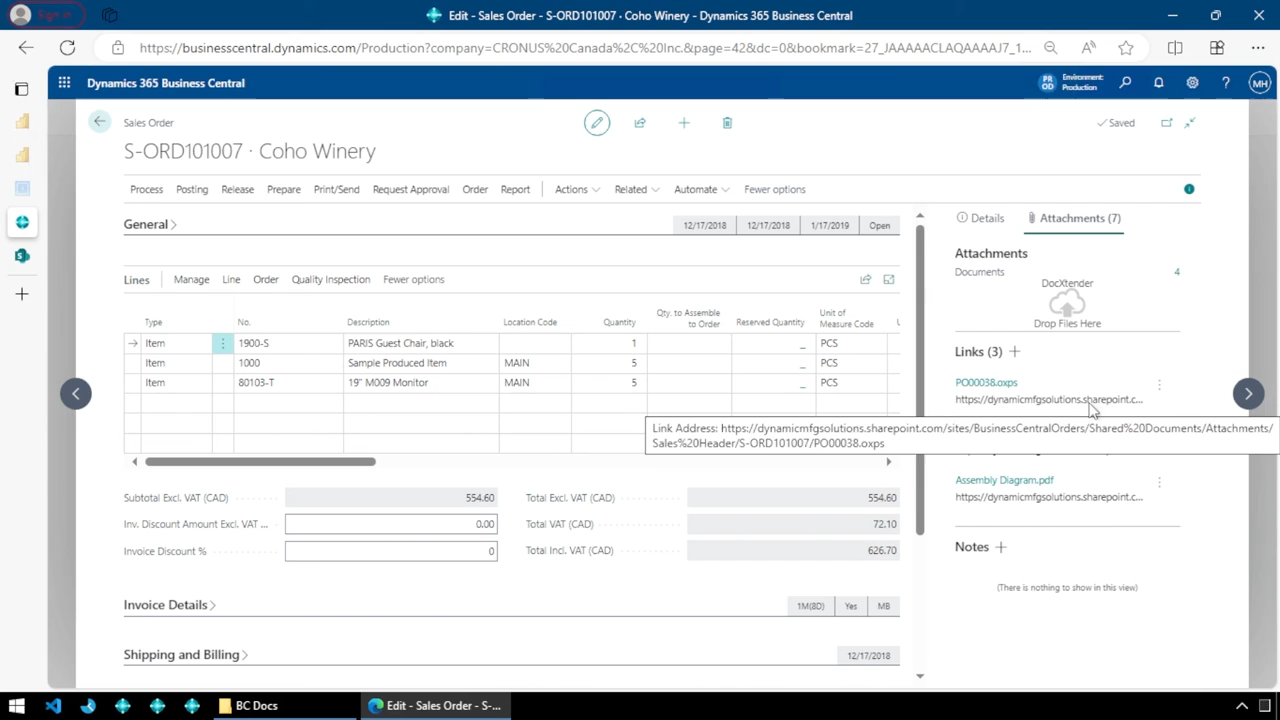 Sign in
Edit - Sales Order - S-ORD101007 - Coho Winery - Dynamics 365 Business Central
https://businesscentral.dynamics.com/Production?company=CRONUS%20Canada%2C%20Inc.&page=42&dc=0&bookmark=27_JAAAAACLAQAAAAJ7_1...
Dynamics 365 Business Central
PROD
Environment:
Production
MH
Sales Order
Saved
S-ORD101007 · Coho Winery
Process Posting Release Prepare Print/Send Request Approval Order Report Actions Related Automate Fewer options
General
12/17/2018 12/17/2018 1/17/2019 Open
Lines Manage Line Order Quality Inspection Fewer options
Type No. Description Location Code Quantity Qty. to Assemble to Order Reserved Quantity Unit of Measure Code
Item 1900-S PARIS Guest Chair, black 1 _ PCS
Item 1000 Sample Produced Item MAIN 5 _ PCS
Item 80103-T 19" M009 Monitor MAIN 5 _ PCS
Subtotal Excl. VAT (CAD) 554.60 Total Excl. VAT (CAD) 554.60
Inv. Discount Amount Excl. VAT ... 0.00 Total VAT (CAD) 72.10
Invoice Discount % 0 Total Incl. VAT (CAD) 626.70
Invoice Details
1M(8D) Yes MB
Shipping and Billing
12/17/2018
Details Attachments (7)
Attachments
Documents 4
DocXtender
Drop Files Here
Links (3)
PO00038.oxps
https://dynamicmfgsolutions.sharepoint.c...
Link Address: https://dynamicmfgsolutions.sharepoint.com/sites/BusinessCentralOrders/Shared%20Documents/Attachments/
Sales%20Header/S-ORD101007/PO00038.oxps
Assembly Diagram.pdf
https://dynamicmfgsolutions.sharepoint.c...
Notes
(There is nothing to show in this view)
BC Docs
Edit - Sales Order - S-...